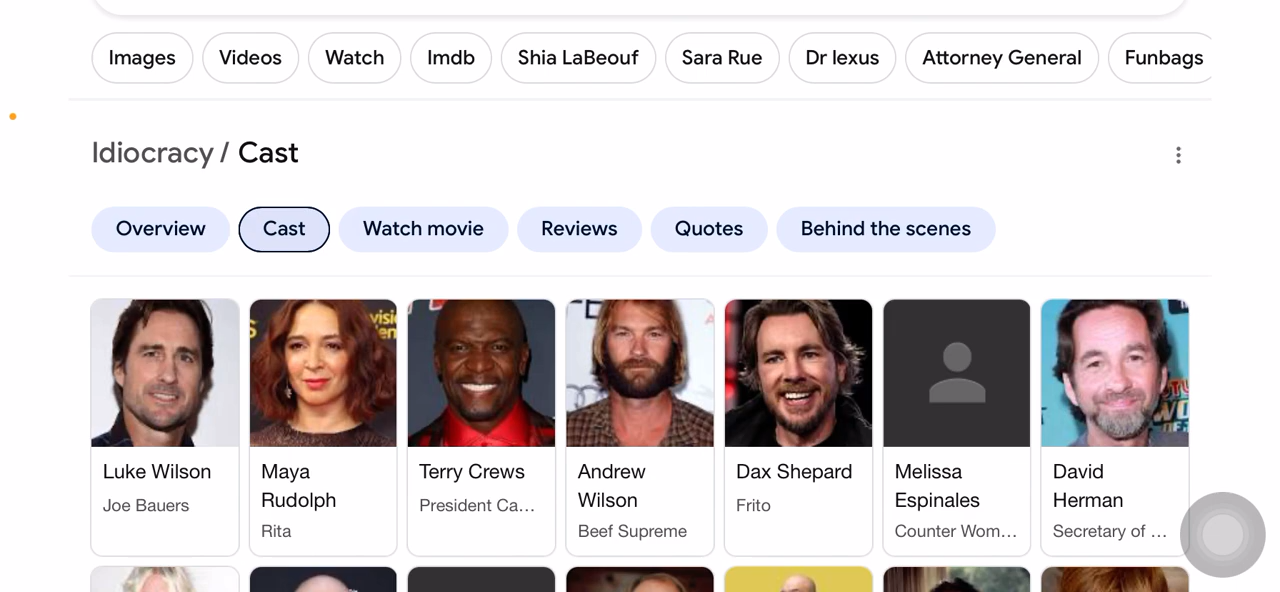 Images Videos Watch Imdb Shia LaBeouf Sara Rue Dr lexus Attorney General Funbags
Idiocracy / Cast
Overview Cast Watch movie Reviews Quotes Behind the scenes
Luke Wilson
Joe Bauers
Maya
Rudolph
Rita
Terry Crews
President Ca...
Andrew
Wilson
Beef Supreme
Dax Shepard
Frito
Melissa
Espinales
Counter Wom...
David
Herman
Secretary of ...